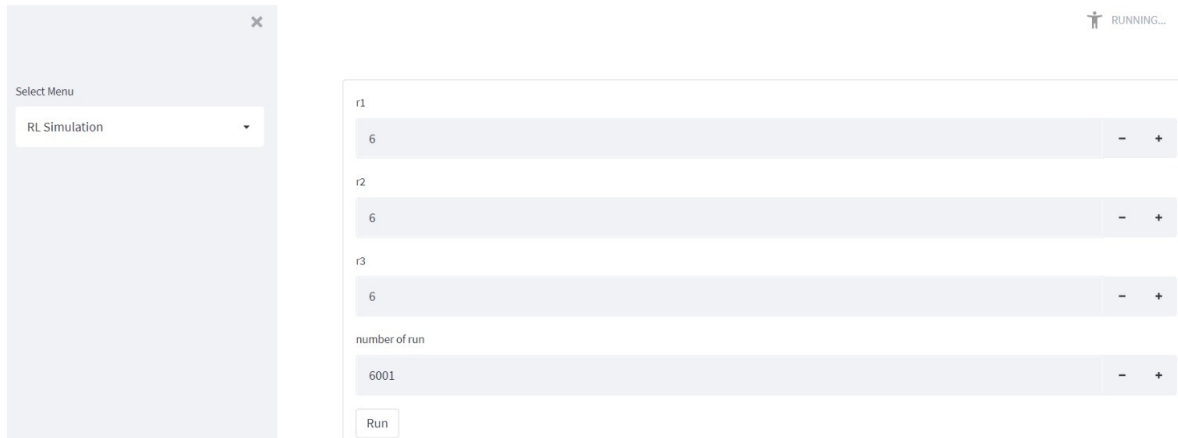 RUNNING...
Select Menu
RL Simulation
r1
6
r2
6
r3
6
number of run
6001
Run